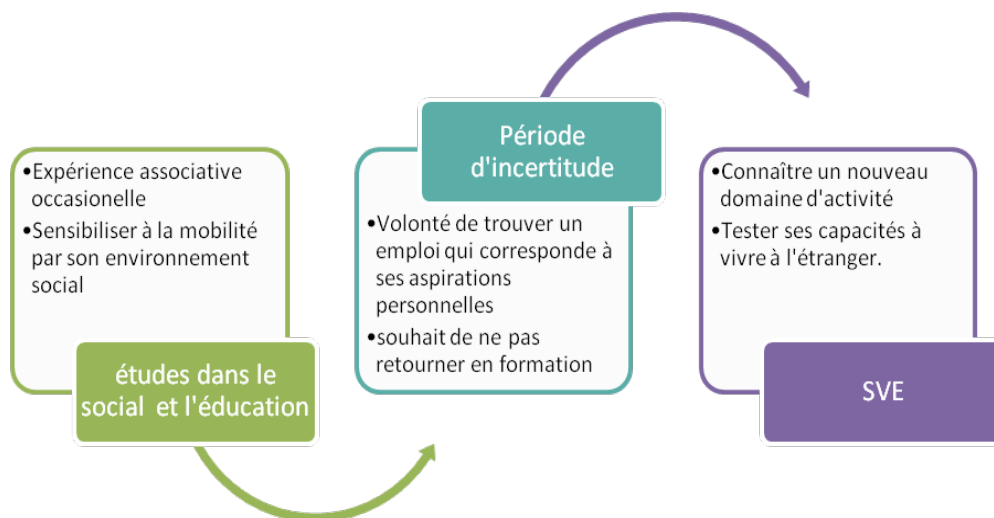 •Expérience associative
occasionelle
•Sensibiliser à la mobilité
par son environnement
social
études dans le
social et l'éducation
Période
d'incertitude
•Volonté de trouver un
emploi qui corresponde à
ses aspirations
personnelles
•souhait de ne pas
retourner en formation
•Connaître un nouveau
domaine d'activité
•Tester ses capacités à
vivre à l'étranger.
SVE